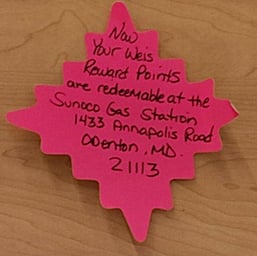 Now
Your Weis
Reward Points
are redeemable at the
Sunoco Gas Station
1433 Annapolis Road
Odenton, MD.
21113